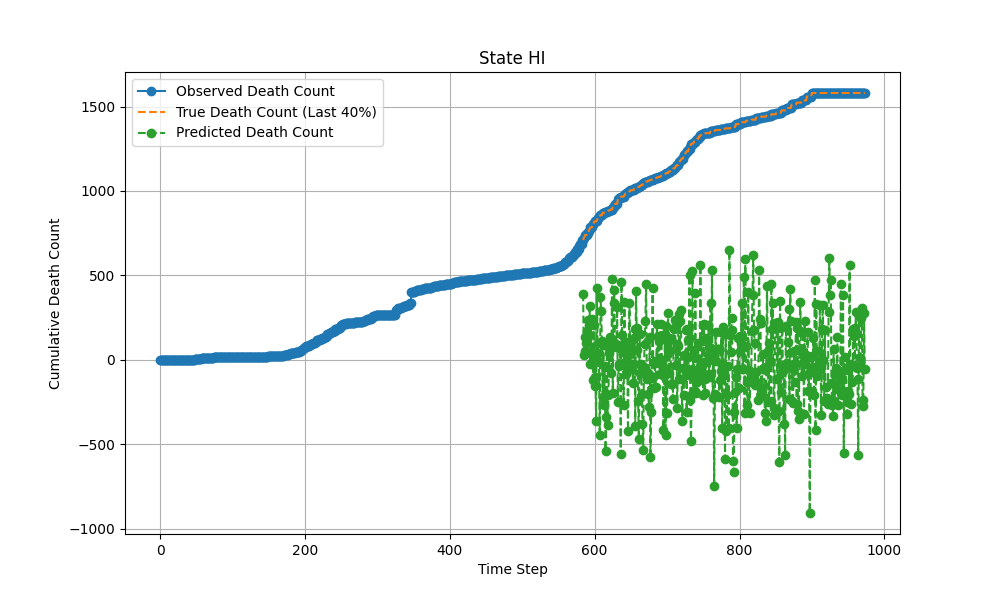 State HI
Observed Death Count
True Death Count (Last 40%)
Predicted Death Count
Cumulative Death Count
1500
1000
500
0
−500
−1000
0
200
400
600
800
1000
Time Step